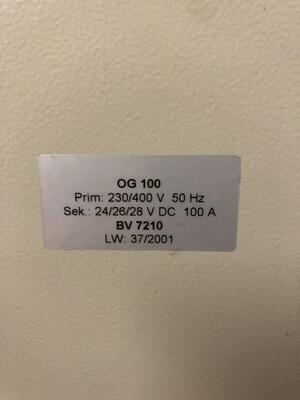 OG 100
Prim: 230/400 V 50 Hz
Sek.: 24/26/28 V DC 100 A
BV 7210
LW: 37/2001